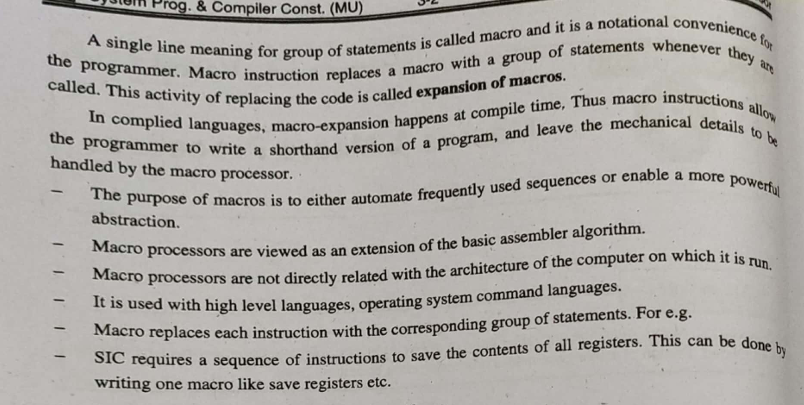 Prog. & Compiler Const. (MU)
A single line meaning for group of statements is called macro and it is a notational convenience for
the programmer. Macro instruction replaces a macro with a group of statements whenever they are
called. This activity of replacing the code is called expansion of macros.
In complied languages, macro-expansion happens at compile time, Thus macro instructions allow
the programmer to write a shorthand version of a program, and leave the mechanical details to be
handled by the macro processor.
– The purpose of macros is to either automate frequently used sequences or enable a more powerful
abstraction.
– Macro processors are viewed as an extension of the basic assembler algorithm.
– Macro processors are not directly related with the architecture of the computer on which it is run.
– It is used with high level languages, operating system command languages.
– Macro replaces each instruction with the corresponding group of statements. For e.g.
– SIC requires a sequence of instructions to save the contents of all registers. This can be done by
writing one macro like save registers etc.